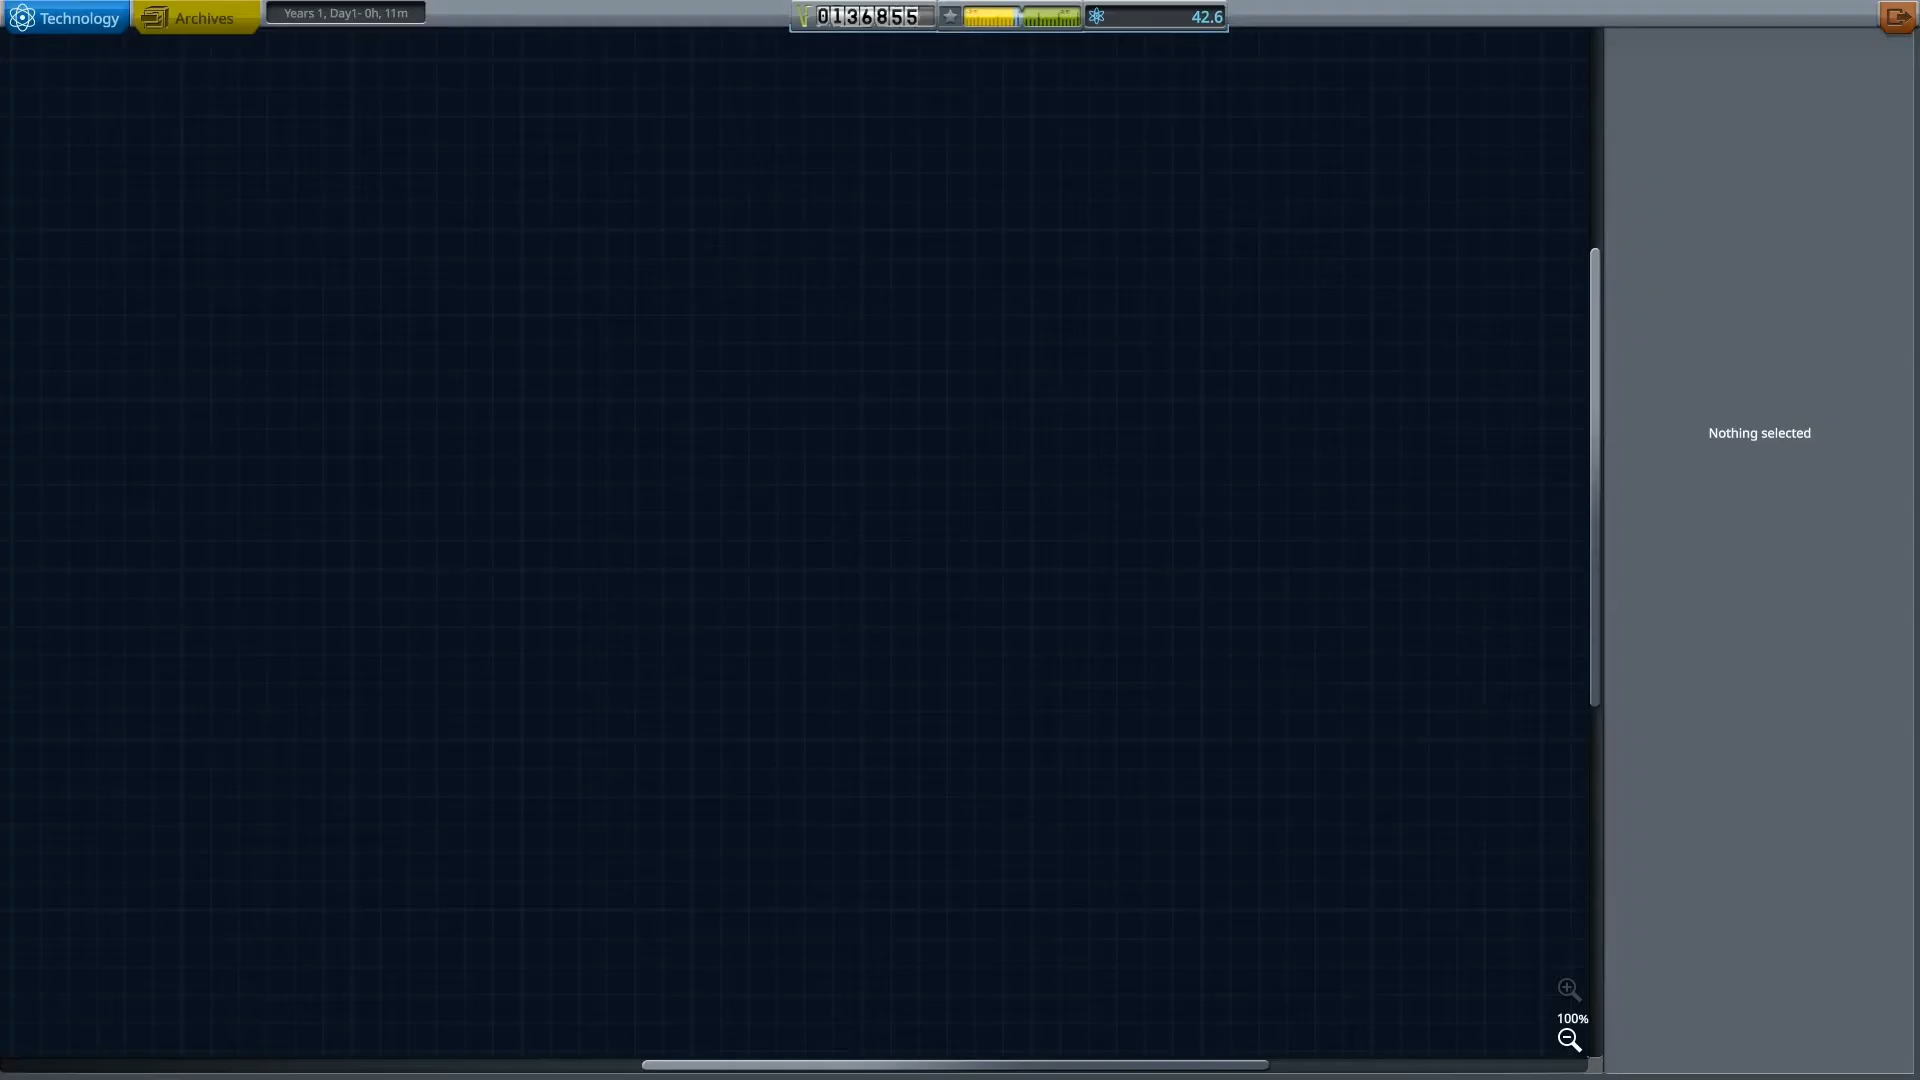 Technology
Archives
Years 1, Day1- 0h, 11m
0136855
42.6
Nothing selected
100%